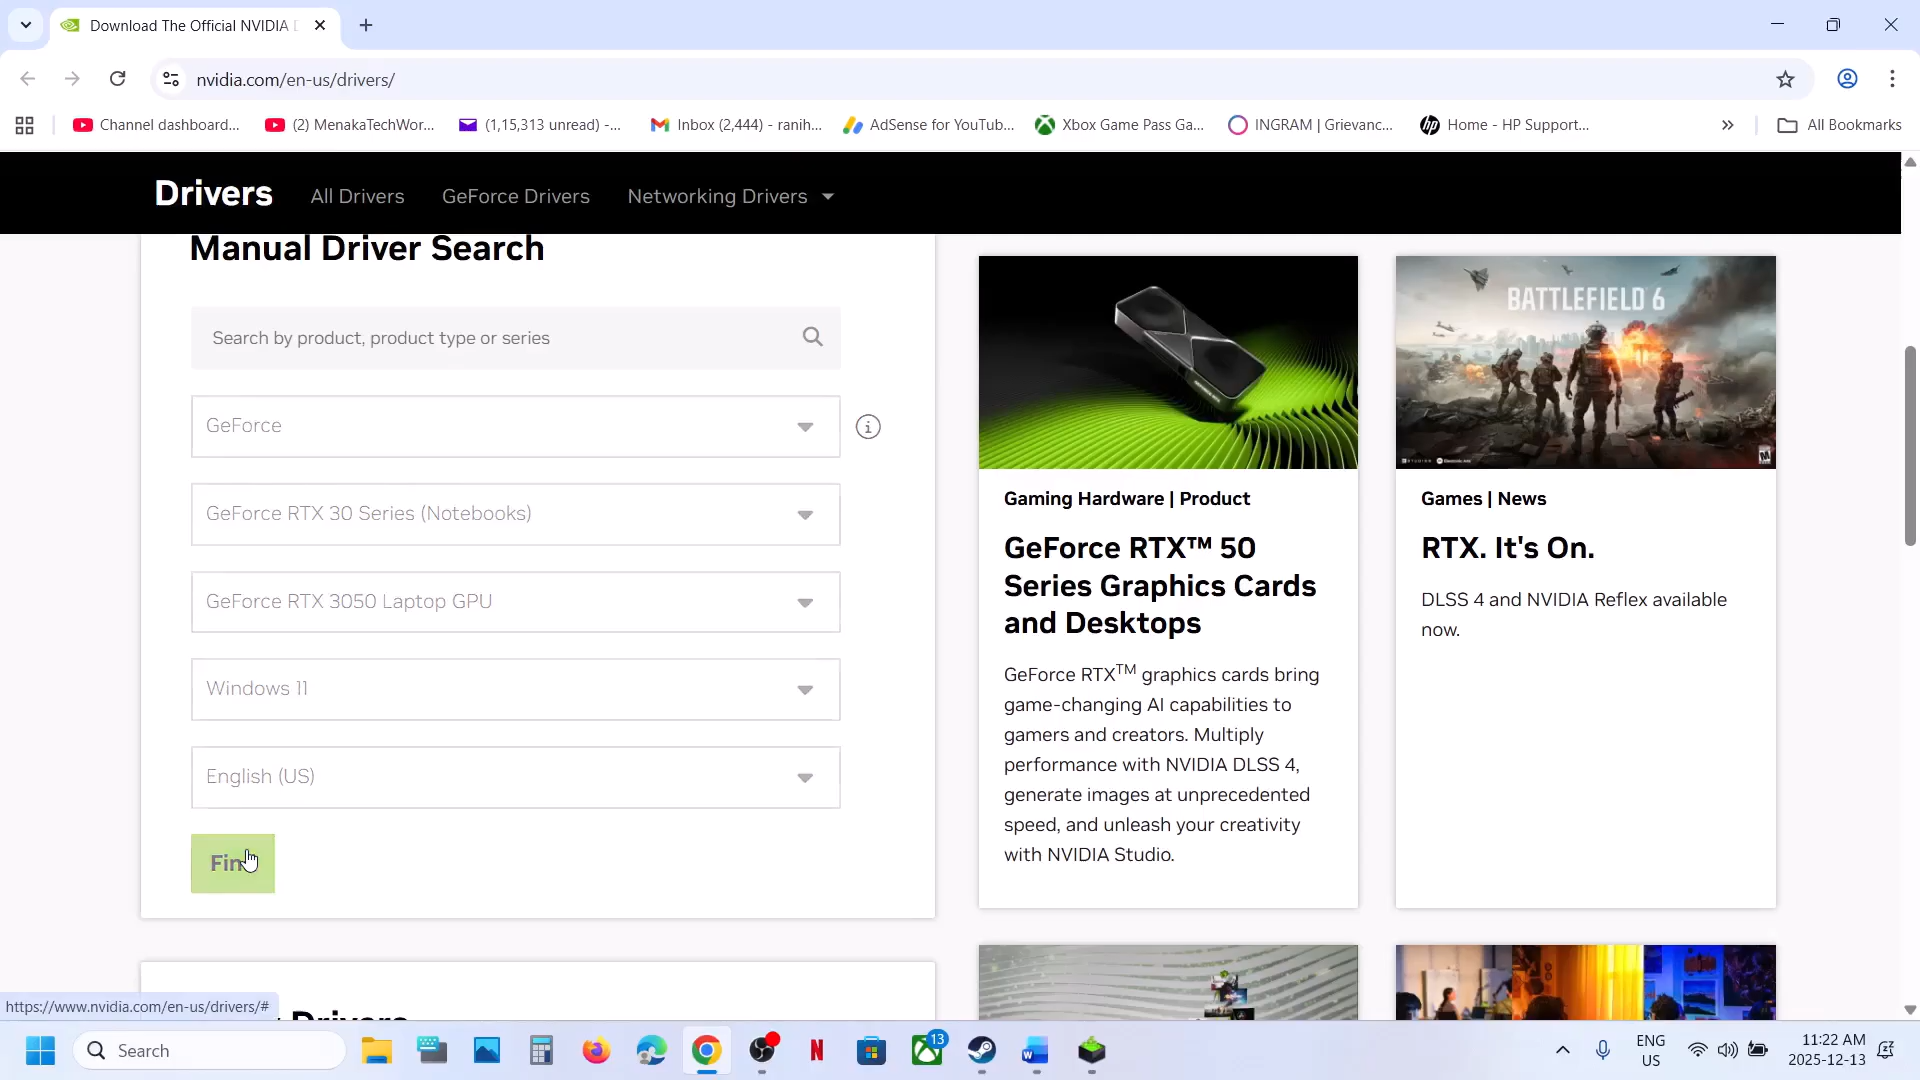 Download The Official NVIDIA D
nvidia.com/en-us/drivers/
Channel dashboard...
(2) MenakaTechWor...
(1,15,313 unread) -...
Inbox (2,444) - ranih...
AdSense for YouTub...
Xbox Game Pass Ga...
INGRAM | Grievanc...
Home - HP Support...
»
All Bookmarks
Drivers
All Drivers
GeForce Drivers
Networking Drivers
Manual Driver Search
Search by product, product type or series
GeForce
GeForce RTX 30 Series (Notebooks)
GeForce RTX 3050 Laptop GPU
Windows 11
English (US)
Fin
Gaming Hardware | Product
GeForce RTX™ 50
Series Graphics Cards
and Desktops
GeForce RTX™ graphics cards bring
game-changing AI capabilities to
gamers and creators. Multiply
performance with NVIDIA DLSS 4,
generate images at unprecedented
speed, and unleash your creativity
with NVIDIA Studio.
BATTLEFIELD 6
Games | News
RTX. It's On.
DLSS 4 and NVIDIA Reflex available
now.
https://www.nvidia.com/en-us/drivers/#
Search
13
ENG
US
11:22 AM
2025-12-13